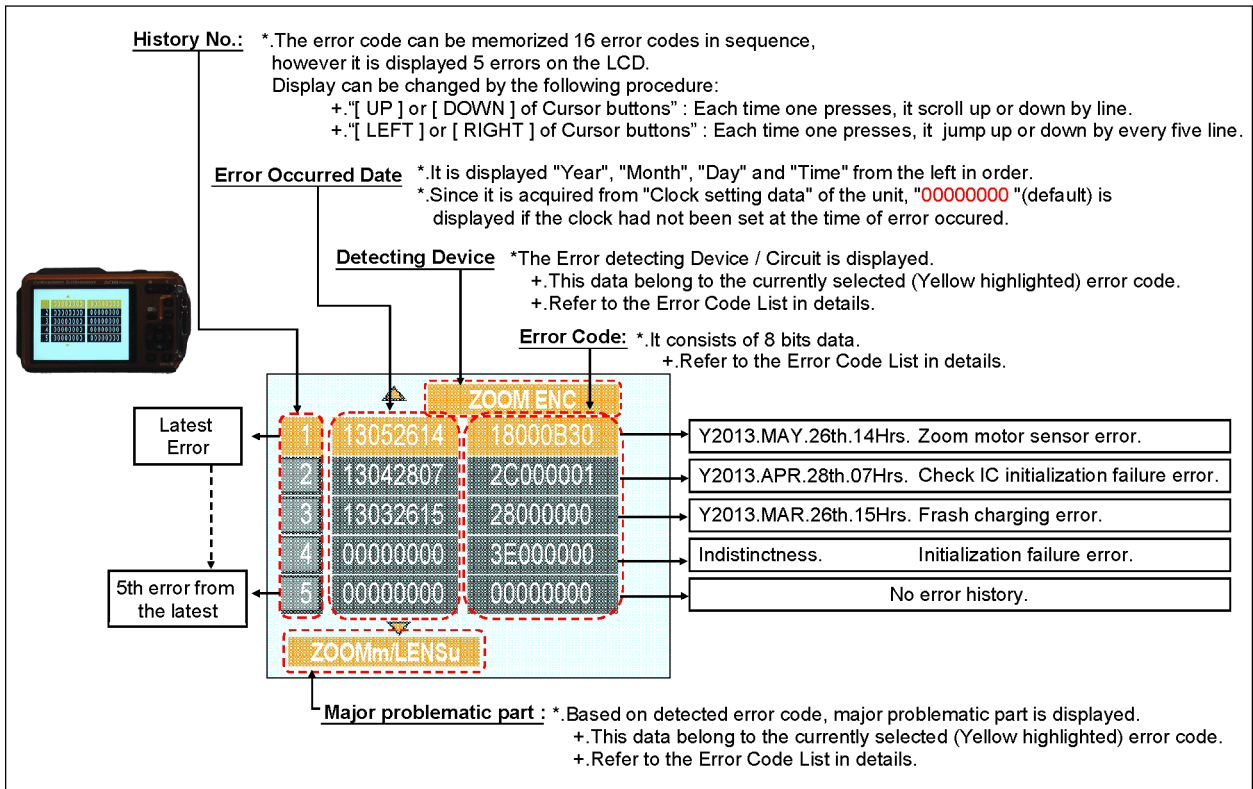 History No.: *.The error code can be memorized 16 error codes in sequence,
however it is displayed 5 errors on the LCD.
Display can be changed by the following procedure:
+.“[ UP ] or [ DOWN ] of Cursor buttons” : Each time one presses, it scroll up or down by line.
+.“[ LEFT ] or [ RIGHT ] of Cursor buttons” : Each time one presses, it jump up or down by every five line.
Error Occurred Date *.It is displayed "Year", "Month", "Day" and "Time" from the left in order.
*.Since it is acquired from "Clock setting data" of the unit, "00000000 "(default) is
displayed if the clock had not been set at the time of error occured.
Detecting Device *The Error detecting Device / Circuit is displayed.
+.This data belong to the currently selected (Yellow highlighted) error code.
+.Refer to the Error Code List in details.
Error Code: *.It consists of 8 bits data.
+.Refer to the Error Code List in details.
ZOOM ENC
Latest
Error
1 13052614 18000B30
Y2013.MAY.26th.14Hrs. Zoom motor sensor error.
2 13042807 2C000001
Y2013.APR.28th.07Hrs. Check IC initialization failure error.
3 13032615 28000000
Y2013.MAR.26th.15Hrs. Frash charging error.
4 00000000 3E000000
Indistinctness. Initialization failure error.
5th error from
the latest
5 00000000 00000000
No error history.
ZOOMm/LENSu
Major problematic part : *.Based on detected error code, major problematic part is displayed.
+.This data belong to the currently selected (Yellow highlighted) error code.
+.Refer to the Error Code List in details.